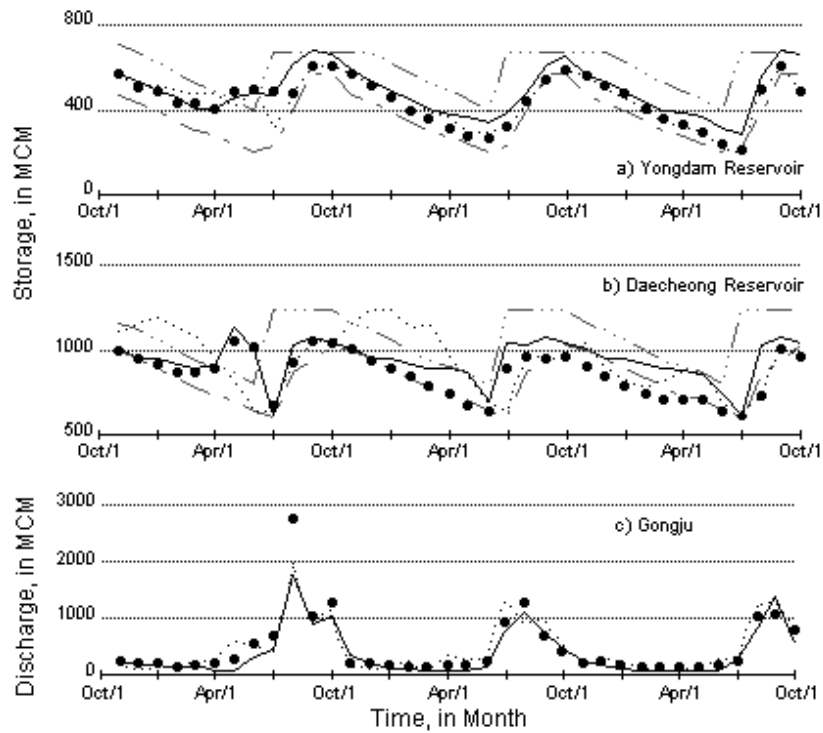 800
400
0
a) Yongdam Reservoir
Oct/1 Apr/1 Oct/1 Apr/1 Oct/1 Apr/1 Oct/1
Storage, in MCM
1500
b) Daecheong Reservoir
1000
500
Oct/1 Apr/1 Oct/1 Apr/1 Oct/1 Apr/1 Oct/1
3000
c) Gongju
2000
1000
0
Discharge, in MCM
Oct/1 Apr/1 Oct/1 Apr/1 Oct/1 Apr/1 Oct/1
Time, in Month